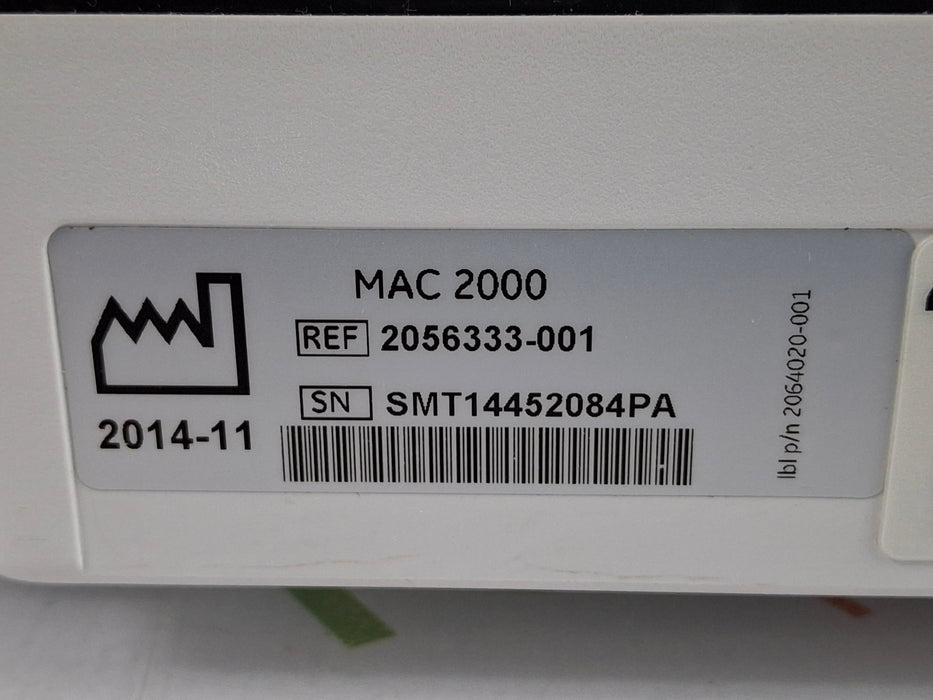 MAC 2000
REF 2056333-001
SN SMT14452084PA
2014-11
lbl p/n 2064020-001